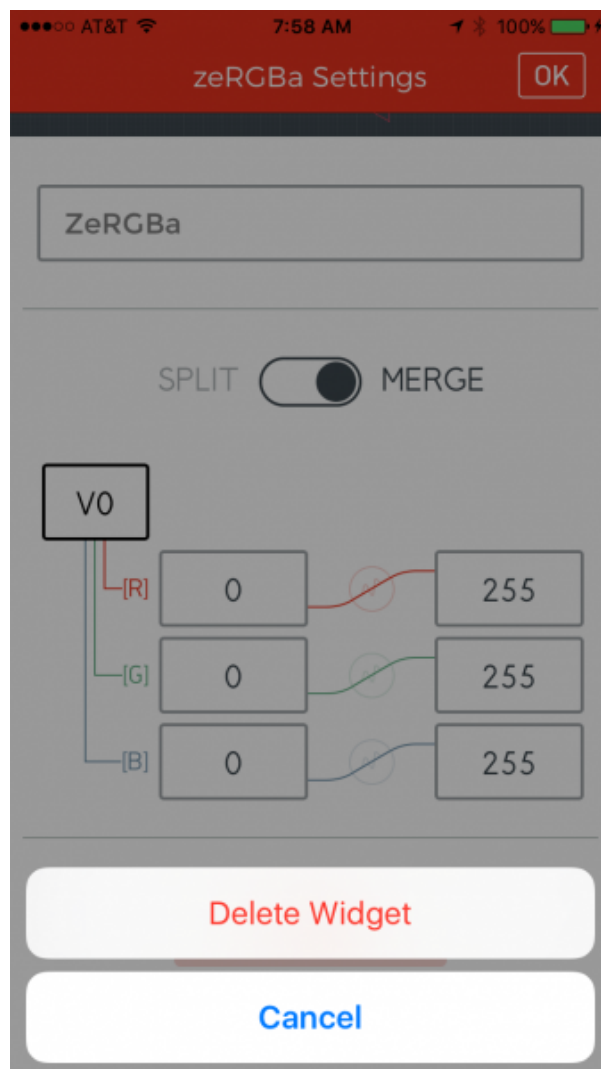 AT&T 7:58 AM 100%
zeRGBa Settings OK
ZeRGBa
SPLIT MERGE
V0
[R] 0 255
[G] 0 255
[B] 0 255
Delete Widget
Cancel